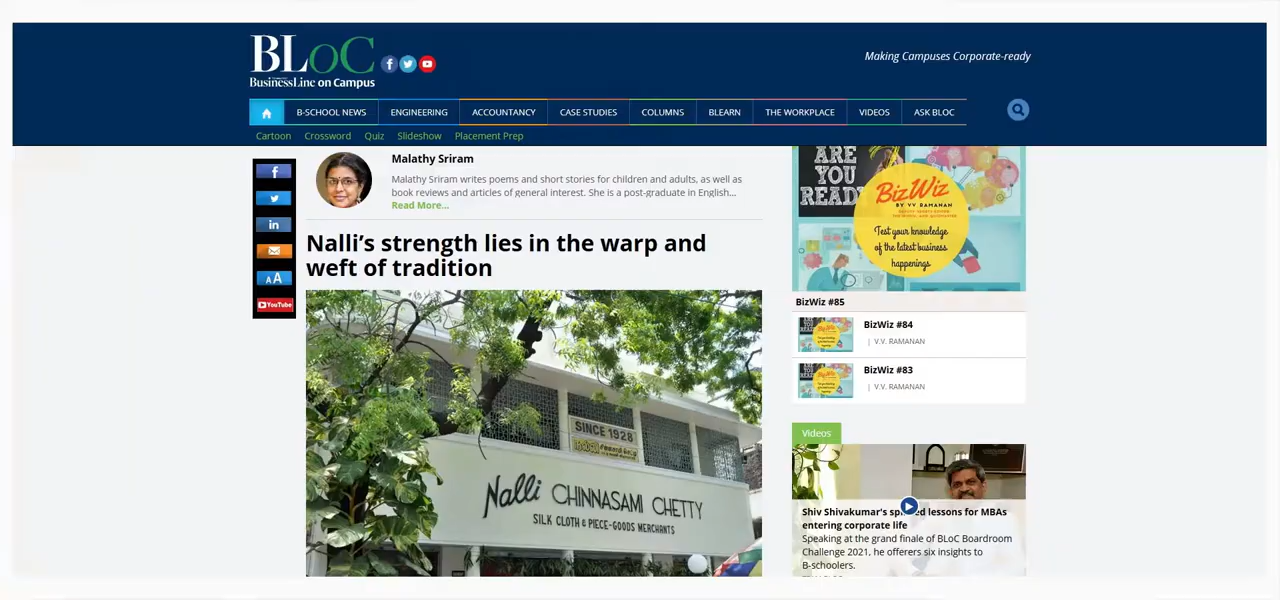 BLoC
BusinessLine on Campus
Making Campuses Corporate-ready
B-SCHOOL NEWS
ENGINEERING
ACCOUNTANCY
CASE STUDIES
COLUMNS
BLEARN
THE WORKPLACE
VIDEOS
ASK BLOC
Cartoon
Crossword
Quiz
Slideshow
Placement Prep
AA
YouTube
Malathy Sriram
Malathy Sriram writes poems and short stories for children and adults, as well as
book reviews and articles of general interest. She is a post-graduate in English...
Read More...
Nalli's strength lies in the warp and
weft of tradition
SINCE 1928
Nalli CHINNASAMI CHETTY
SILK CLOTH & PIECE-GOODS MERCHANTS
ARE
YOU
READ
BizWiz
BY VV RAMANAN
Test your knowledge
of the latest business
happenings
BizWiz #85
BizWiz #84
| V.V. RAMANAN
BizWiz #83
| V.V. RAMANAN
Videos
Shiv Shivakumar's lessons for MBAs
entering corporate life
Speaking at the grand finale of BLoC Boardroom
Challenge 2021, he offerers six insights to
B-schoolers.